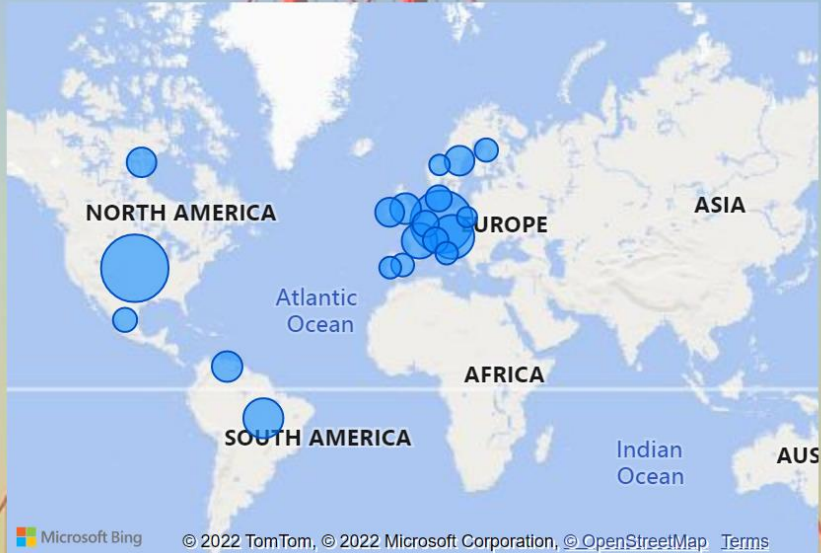 NORTH AMERICA
ASIA
EUROPE
Atlantic
Ocean
AFRICA
SOUTH AMERICA
Indian
Ocean
AUS
Microsoft Bing
© 2022 TomTom, © 2022 Microsoft Corporation, © OpenStreetMap Terms